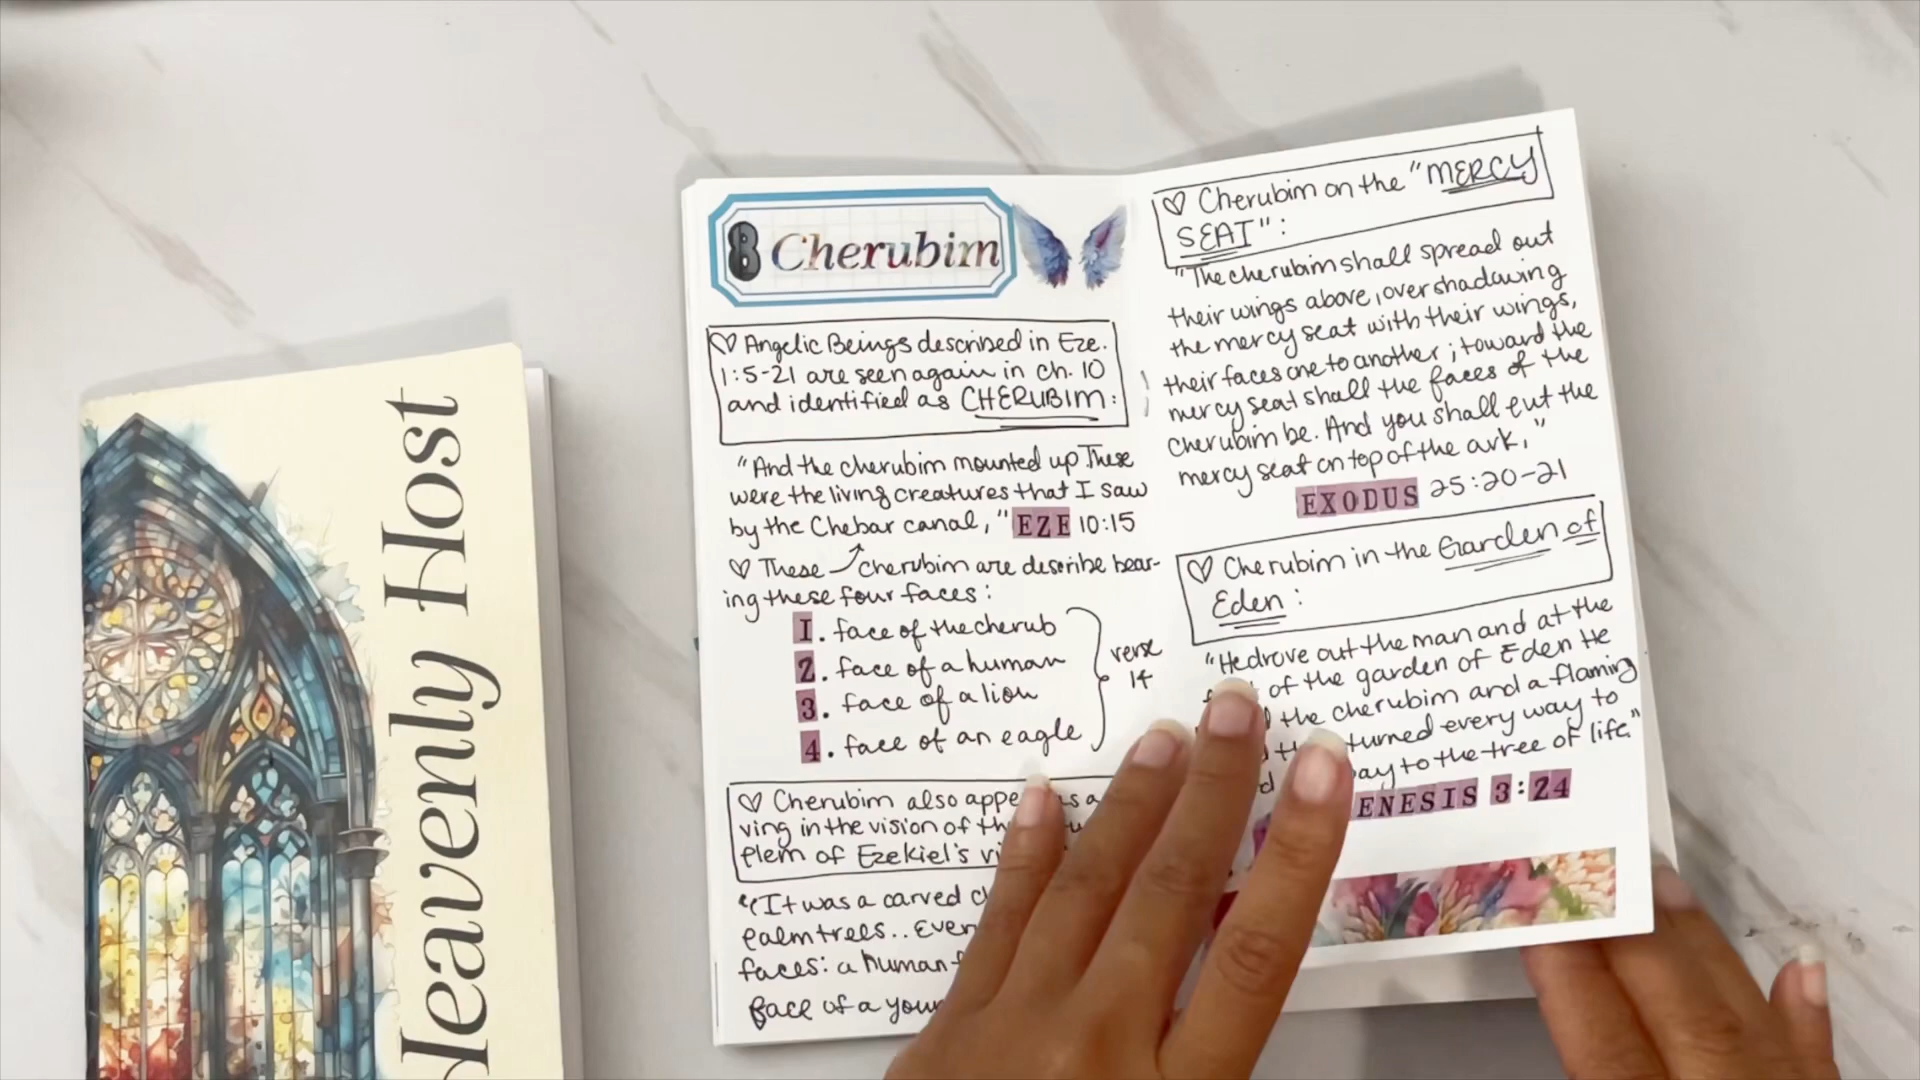 Heavenly Host
8 Cherubim
♡ Angelic Beings described in Eze.
1:5-21 are seen again in ch. 10
and identified as CHERUBIM:
"And the cherubim mounted up. These
were the living creatures that I saw
by the Chebar canal," EZE 10:15
♡ These cherubim are describe bear-
ing these four faces:
1. face of the cherub
2. face of a human
3. face of a lion
4. face of an eagle
verse
14
♡ Cherubim also appe s a
ving in the vision of th
plem of Ezekiel's vi
"It was a carved c
palmtrees.. Ever
faces: a human f
face of a your
♡ Cherubim on the "MERCY
SEAT":
"The cherubim shall spread out
their wings above, overshadowing
the mercy seat with their wings,
their faces one to another; toward the
mercy seat shall the faces of the
cherubim be. And you shall put the
mercy seat on top of the ark,"
EXODUS 25:20-21
♡ Cherubim in the Garden of
Eden:
"He drove out the man and at the
of the garden of Eden He
the cherubim and a flaming
turned every way to
ay to the tree of life."
ENESIS 3:24